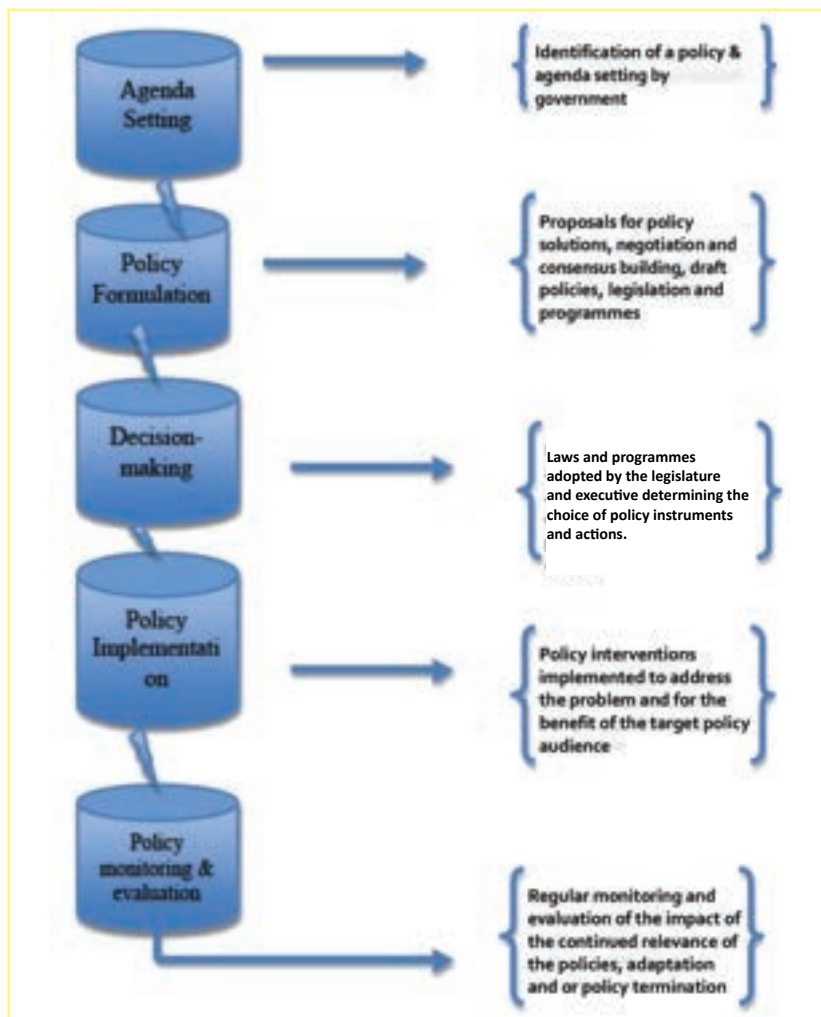 Agenda
Setting
Identification of a policy &
agenda setting by
government
Policy
Formulation
Proposals for policy
solutions, negotiation and
consensus building, draft
policies, legislation and
programmes
Decision-
making
Laws and programmes
adopted by the legislature
and executive determining the
choice of policy instruments
and actions.
Policy
Implementati
on
Policy interventions
implemented to address
the problem and for the
benefit of the target policy
audience
Policy
monitoring &
evaluation
Regular monitoring and
evaluation of the impact of
the continued relevance of
the policies, adaptation
and or policy termination